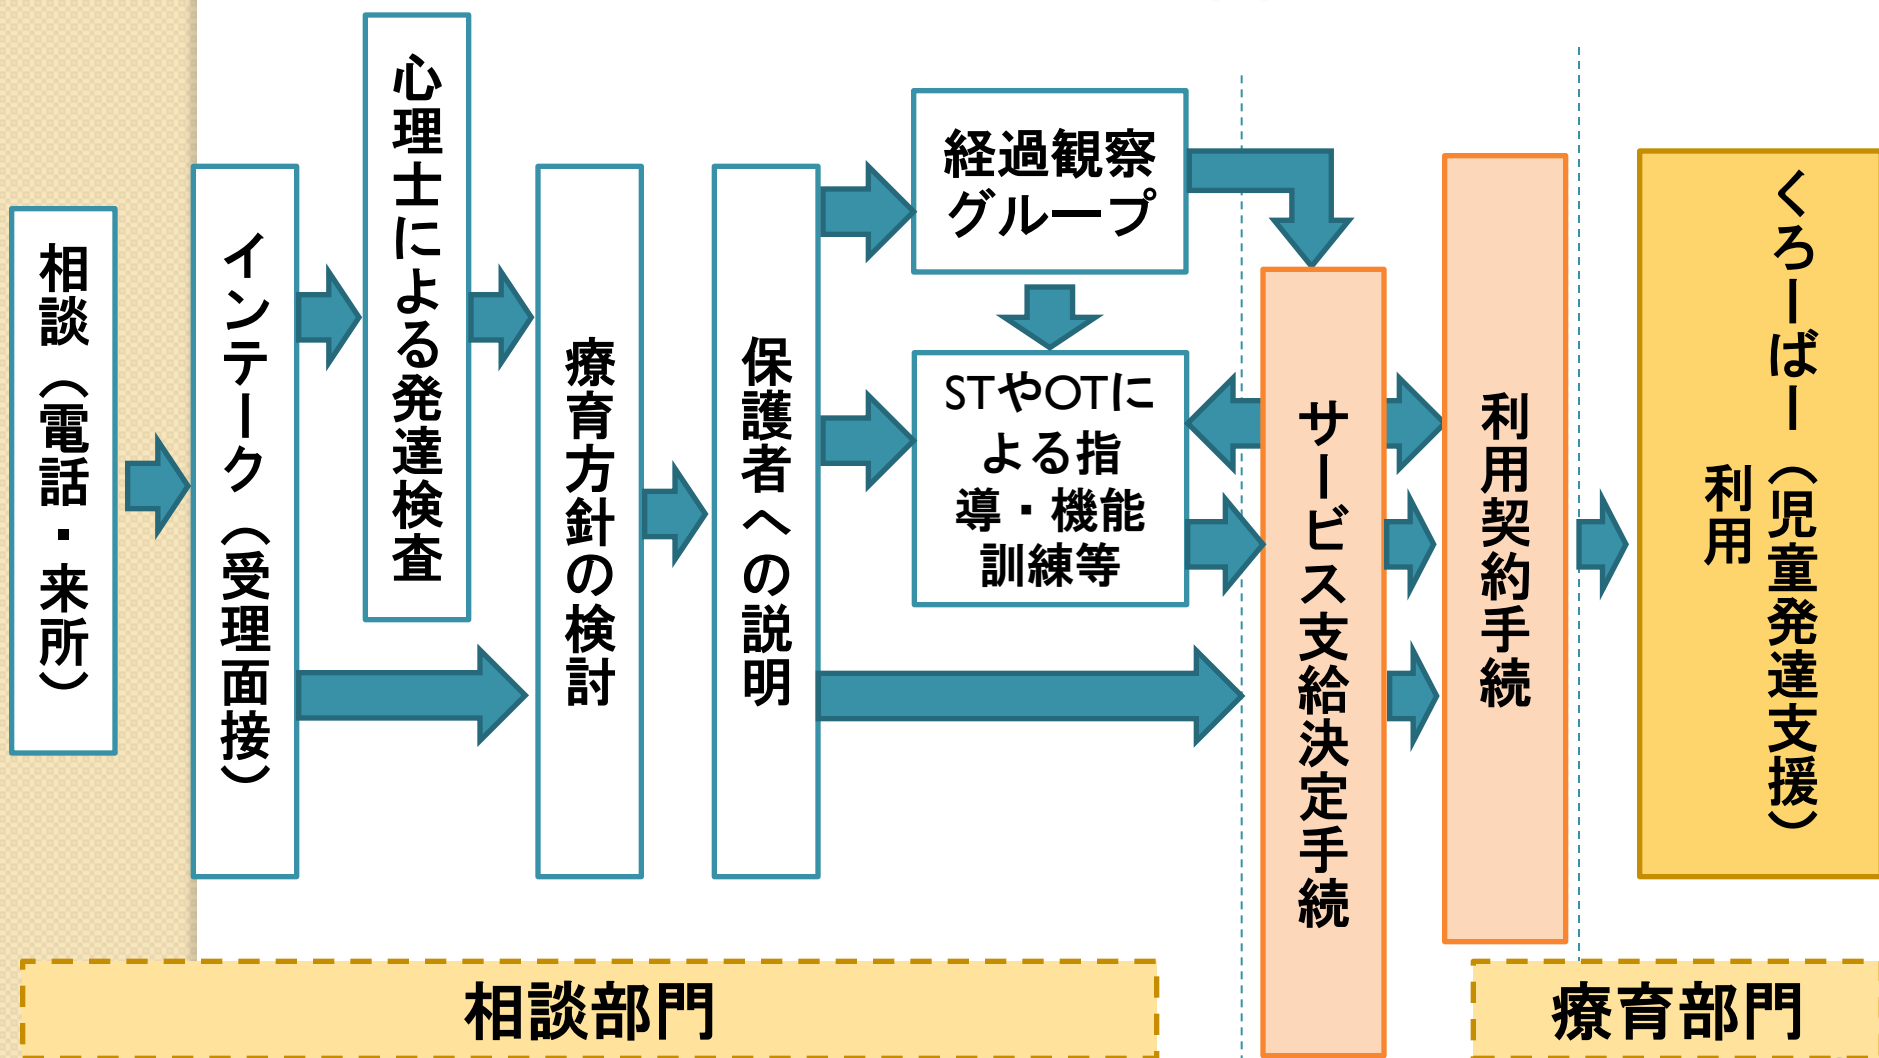 相談（電話・来所）
インテーク（受理面接）
心理士による発達検査
療育方針の検討
保護者への説明
経過観察
グループ
STやOTに
よる指
導・機能
訓練等
サービス支給決定手続
利用契約手続
くろーばー（児童発達支援）
利用
相談部門
療育部門